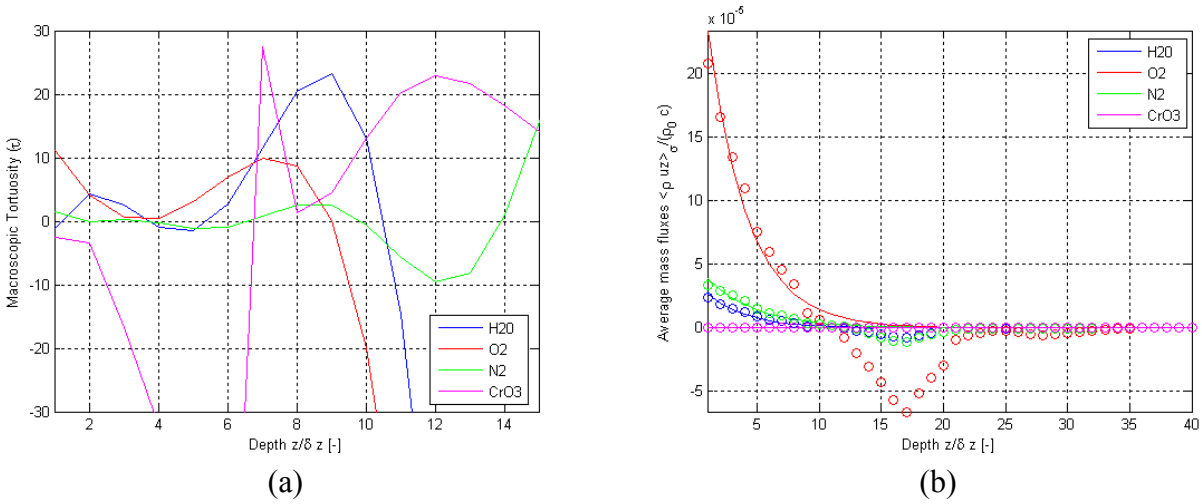 30
20
10
0
-10
-20
-30
Macroscopic Tortuosity (τ)
2
4
6
8
10
12
14
Depth z/δ z [-]
H20
O2
N2
CrO3
(a)
x 10⁻⁵
20
15
10
5
0
-5
Average mass fluxes <ρ uz>σ/(ρ₀ c)
5
10
15
20
25
30
35
40
Depth z/δ z [-]
H20
O2
N2
CrO3
(b)